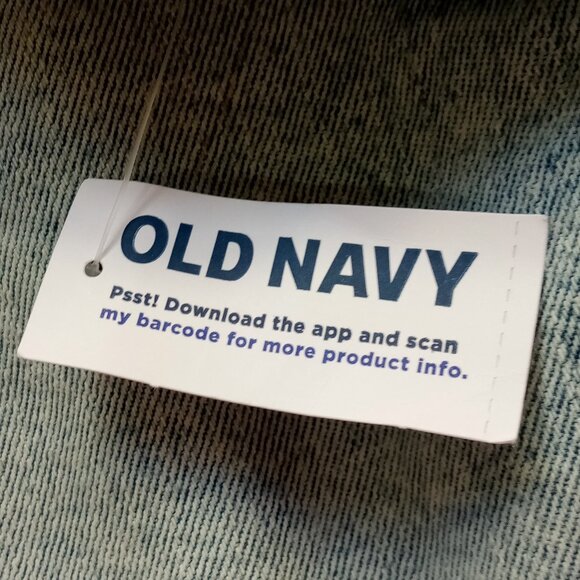 OLD NAVY
Psst! Download the app and scan
my barcode for more product info.